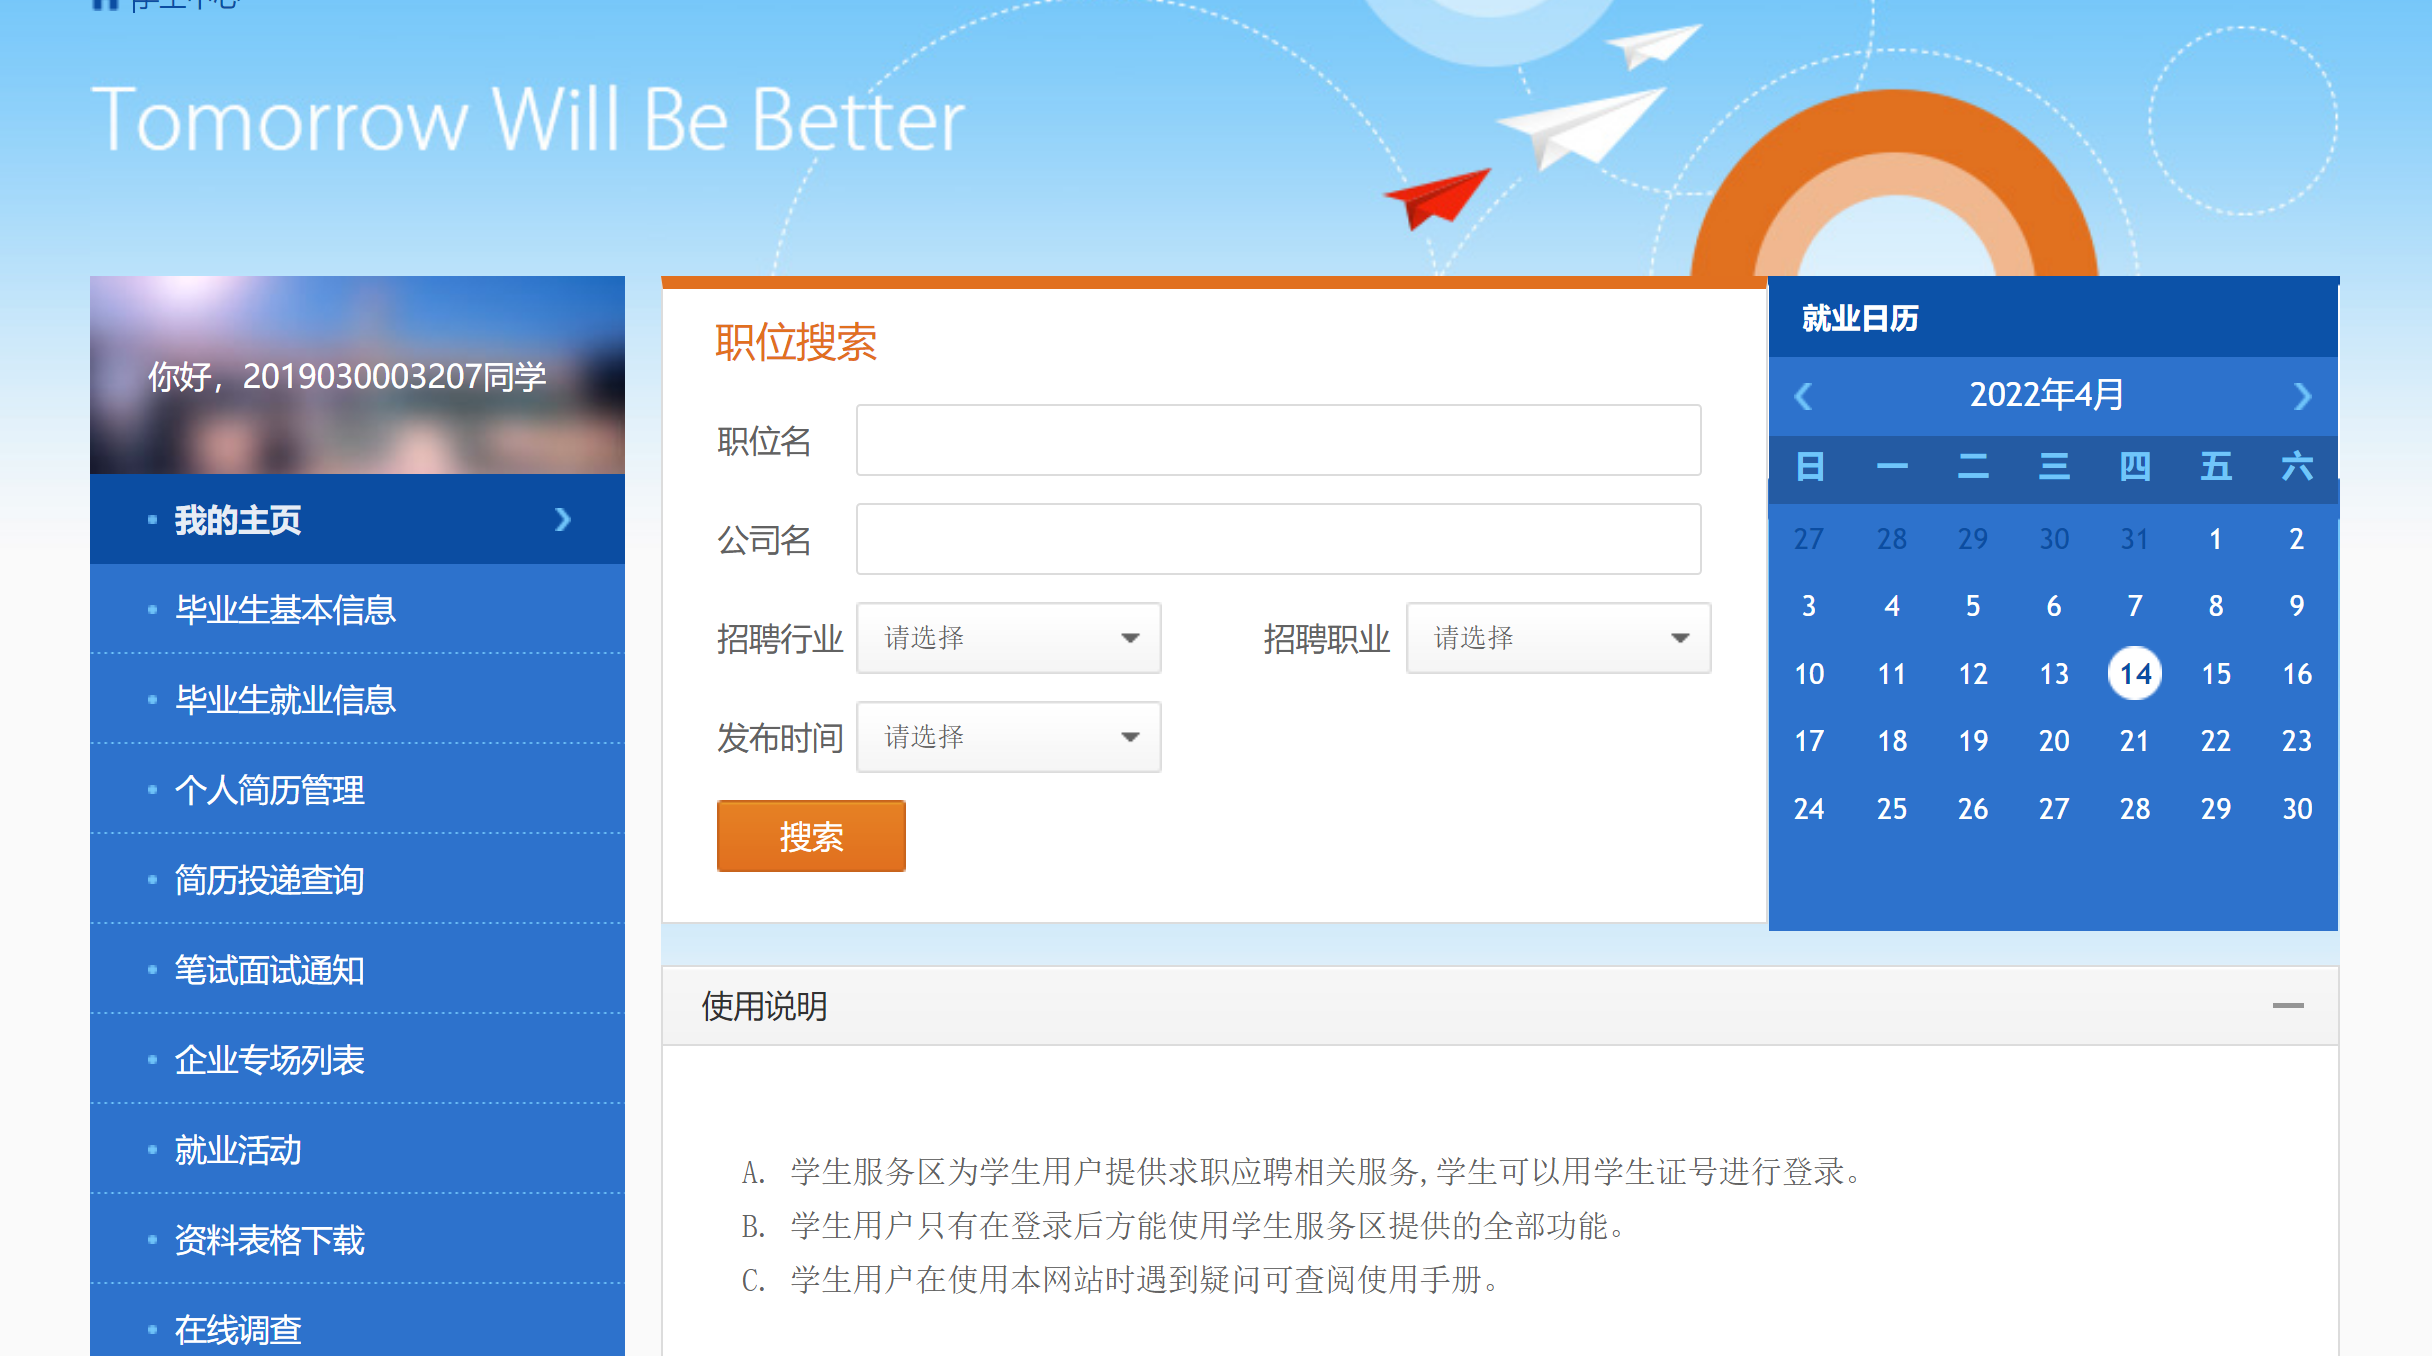 Tomorrow Will Be Better
你好，2019030003207同学
我的主页
毕业生基本信息
毕业生就业信息
个人简历管理
简历投递查询
笔试面试通知
企业专场列表
就业活动
资料表格下载
在线调查
职位搜索
职位名
公司名
招聘行业 请选择 招聘职业 请选择
发布时间 请选择
搜索
就业日历
2022年4月
日 一 二 三 四 五 六
27 28 29 30 31 1 2
3 4 5 6 7 8 9
10 11 12 13 14 15 16
17 18 19 20 21 22 23
24 25 26 27 28 29 30
使用说明
A. 学生服务区为学生用户提供求职应聘相关服务,学生可以用学生证号进行登录。
B. 学生用户只有在登录后方能使用学生服务区提供的全部功能。
C. 学生用户在使用本网站时遇到疑问可查阅使用手册。